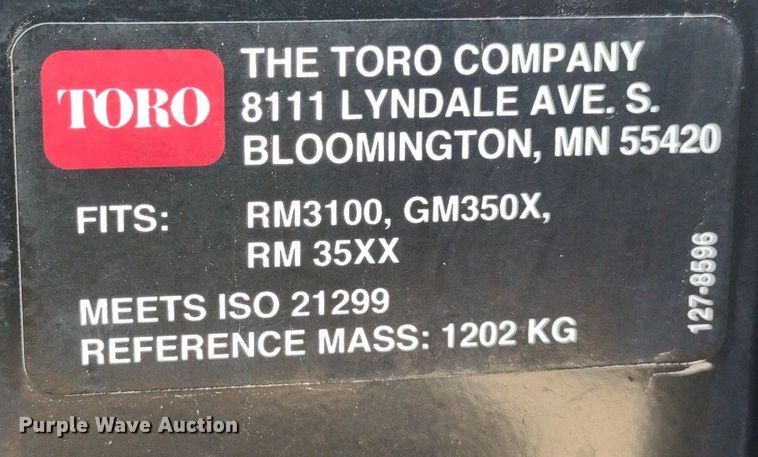 TORO
THE TORO COMPANY
8111 LYNDALE AVE. S.
BLOOMINGTON, MN 55420
FITS: RM3100, GM350X,
RM 35XX
MEETS ISO 21299
REFERENCE MASS: 1202 KG
127-8596
Purple Wave Auction